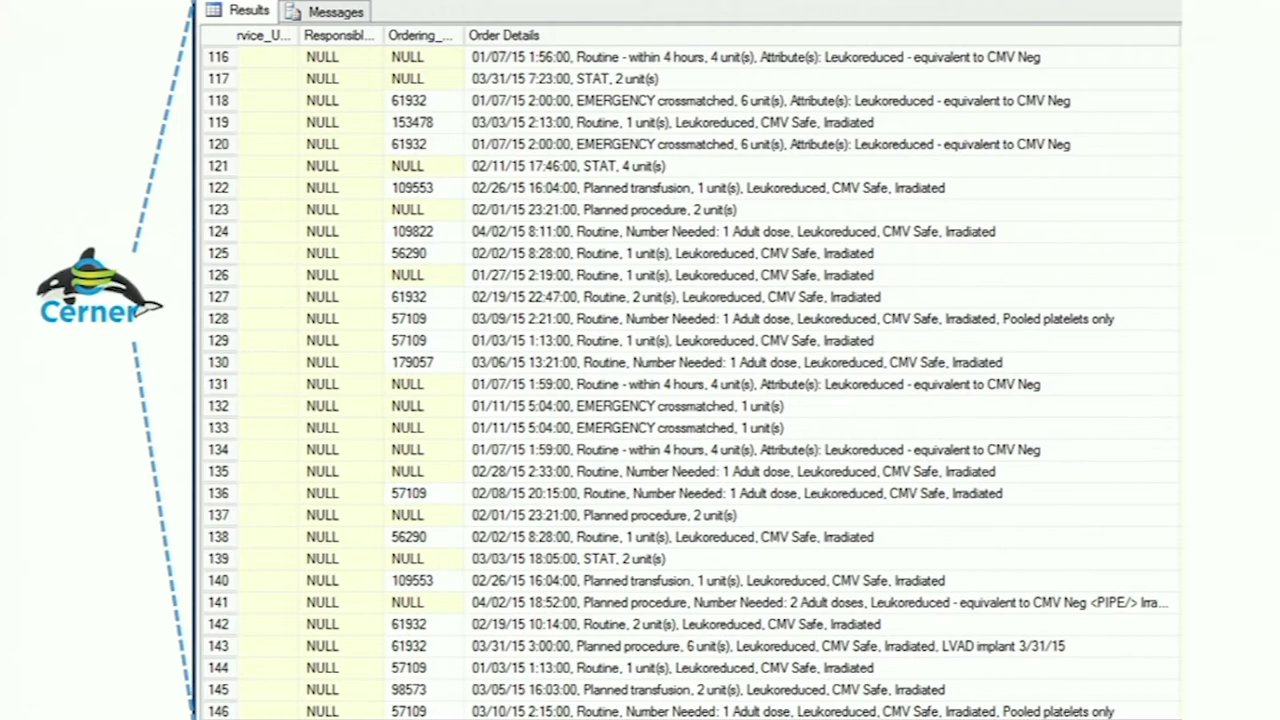 Results Messages
rvice_U... Responsibl... Ordering_... Order Details
116 NULL NULL 01/07/15 1:56:00, Routine - within 4 hours, 4 unit(s), Attribute(s): Leukoreduced - equivalent to CMV Neg
117 NULL NULL 03/31/15 7:23:00, STAT, 2 unit(s)
118 NULL 61932 01/07/15 2:00:00, EMERGENCY crossmatched, 6 unit(s), Attribute(s): Leukoreduced - equivalent to CMV Neg
119 NULL 153478 03/03/15 2:13:00, Routine, 1 unit(s), Leukoreduced, CMV Safe, Irradiated
120 NULL 61932 01/07/15 2:00:00, EMERGENCY crossmatched, 6 unit(s), Attribute(s): Leukoreduced - equivalent to CMV Neg
121 NULL NULL 02/11/15 17:46:00, STAT, 4 unit(s)
122 NULL 109553 02/26/15 16:04:00, Planned transfusion, 1 unit(s), Leukoreduced, CMV Safe, Irradiated
123 NULL NULL 02/01/15 23:21:00, Planned procedure, 2 unit(s)
124 NULL 109822 04/02/15 8:11:00, Routine, Number Needed: 1 Adult dose, Leukoreduced, CMV Safe, Irradiated
125 NULL 56290 02/02/15 8:28:00, Routine, 1 unit(s), Leukoreduced, CMV Safe, Irradiated
126 NULL NULL 01/27/15 2:19:00, Routine, 1 unit(s), Leukoreduced, CMV Safe, Irradiated
127 NULL 61932 02/19/15 22:47:00, Routine, 2 unit(s), Leukoreduced, CMV Safe, Irradiated
128 NULL 57109 03/09/15 2:21:00, Routine, Number Needed: 1 Adult dose, Leukoreduced, CMV Safe, Irradiated, Pooled platelets only
129 NULL 57109 01/03/15 1:13:00, Routine, 1 unit(s), Leukoreduced, CMV Safe, Irradiated
130 NULL 179057 03/06/15 13:21:00, Routine, Number Needed: 1 Adult dose, Leukoreduced, CMV Safe, Irradiated
131 NULL NULL 01/07/15 1:59:00, Routine - within 4 hours, 4 unit(s), Attribute(s): Leukoreduced - equivalent to CMV Neg
132 NULL NULL 01/11/15 5:04:00, EMERGENCY crossmatched, 1 unit(s)
133 NULL NULL 01/11/15 5:04:00, EMERGENCY crossmatched, 1 unit(s)
134 NULL NULL 01/07/15 1:59:00, Routine - within 4 hours, 4 unit(s), Attribute(s): Leukoreduced - equivalent to CMV Neg
135 NULL NULL 02/28/15 2:33:00, Routine, Number Needed: 1 Adult dose, Leukoreduced, CMV Safe, Irradiated
136 NULL 57109 02/08/15 20:15:00, Routine, Number Needed: 1 Adult dose, Leukoreduced, CMV Safe, Irradiated
137 NULL NULL 02/01/15 23:21:00, Planned procedure, 2 unit(s)
138 NULL 56290 02/02/15 8:28:00, Routine, 1 unit(s), Leukoreduced, CMV Safe, Irradiated
139 NULL NULL 03/03/15 18:05:00, STAT, 2 unit(s)
140 NULL 109553 02/26/15 16:04:00, Planned transfusion, 1 unit(s), Leukoreduced, CMV Safe, Irradiated
141 NULL NULL 04/02/15 18:52:00, Planned procedure, Number Needed: 2 Adult doses, Leukoreduced - equivalent to CMV Neg <PIPE/> Irra...
142 NULL 61932 02/19/15 10:14:00, Routine, 2 unit(s), Leukoreduced, CMV Safe, Irradiated
143 NULL 61932 03/31/15 3:00:00, Planned procedure, 6 unit(s), Leukoreduced, CMV Safe, Irradiated, LVAD implant 3/31/15
144 NULL 57109 01/03/15 1:13:00, Routine, 1 unit(s), Leukoreduced, CMV Safe, Irradiated
145 NULL 98573 03/05/15 16:03:00, Planned transfusion, 2 unit(s), Leukoreduced, CMV Safe, Irradiated
146 NULL 57109 03/10/15 2:15:00, Routine, Number Needed: 1 Adult dose, Leukoreduced, CMV Safe, Irradiated, Pooled platelets only
Cerner